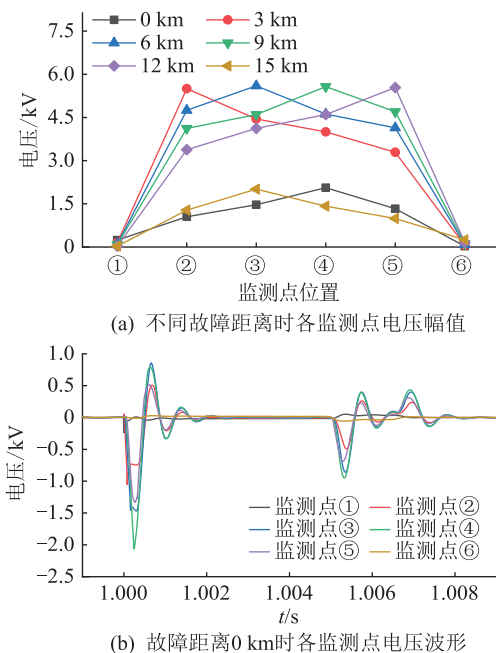 0 km 3 km
6 km 9 km
12 km 15 km
7.5
6.0
4.5
3.0
1.5
0
电压/kV
① ② ③ ④ ⑤ ⑥
监测点位置
(a) 不同故障距离时各监测点电压幅值
1.0
0.5
0
−0.5
−1.0
−1.5
−2.0
−2.5
电压/kV
监测点① 监测点②
监测点③ 监测点④
监测点⑤ 监测点⑥
1.000 1.002 1.004 1.006 1.008
t/s
(b) 故障距离0 km时各监测点电压波形